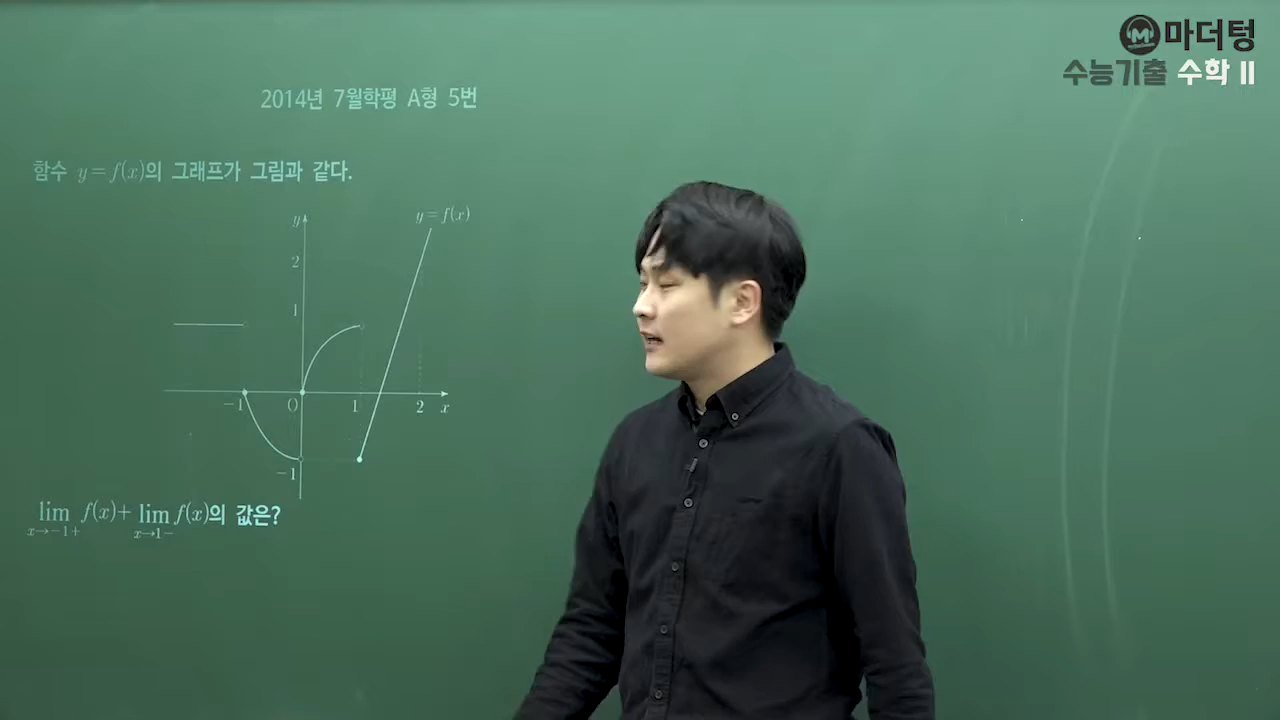 마더텅
수능기출 수학 II
2014년 7월학평 A형 5번
함수 y=f(x)의 그래프가 그림과 같다.
y
y=f(x)
2
1
-1 O 1 2 x
-1
lim f(x)+ lim f(x)의 값은?
x→-1+ x→1-